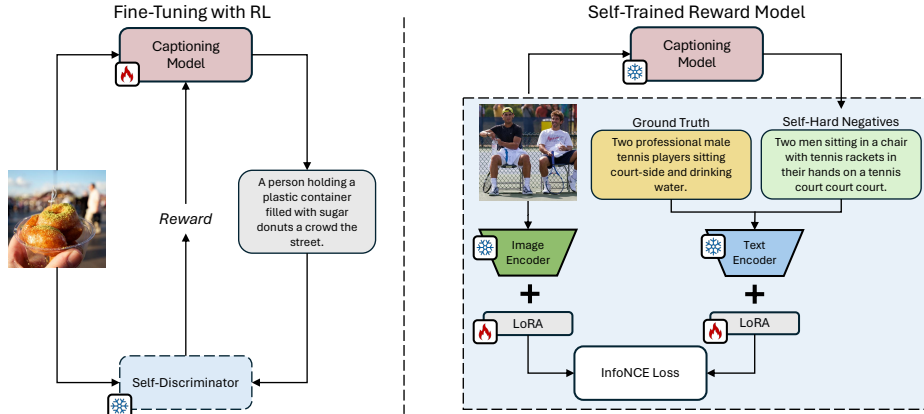 Fine-Tuning with RL
Captioning
Model
Reward
A person holding a
plastic container
filled with sugar
donuts a crowd the
street.
Self-Discriminator
Self-Trained Reward Model
Captioning
Model
Ground Truth
Two professional male
tennis players sitting
court-side and drinking
water.
Self-Hard Negatives
Two men sitting in a chair
with tennis rackets in
their hands on a tennis
court court court.
Image
Encoder
Text
Encoder
+
+
LoRA
LoRA
InfoNCE Loss